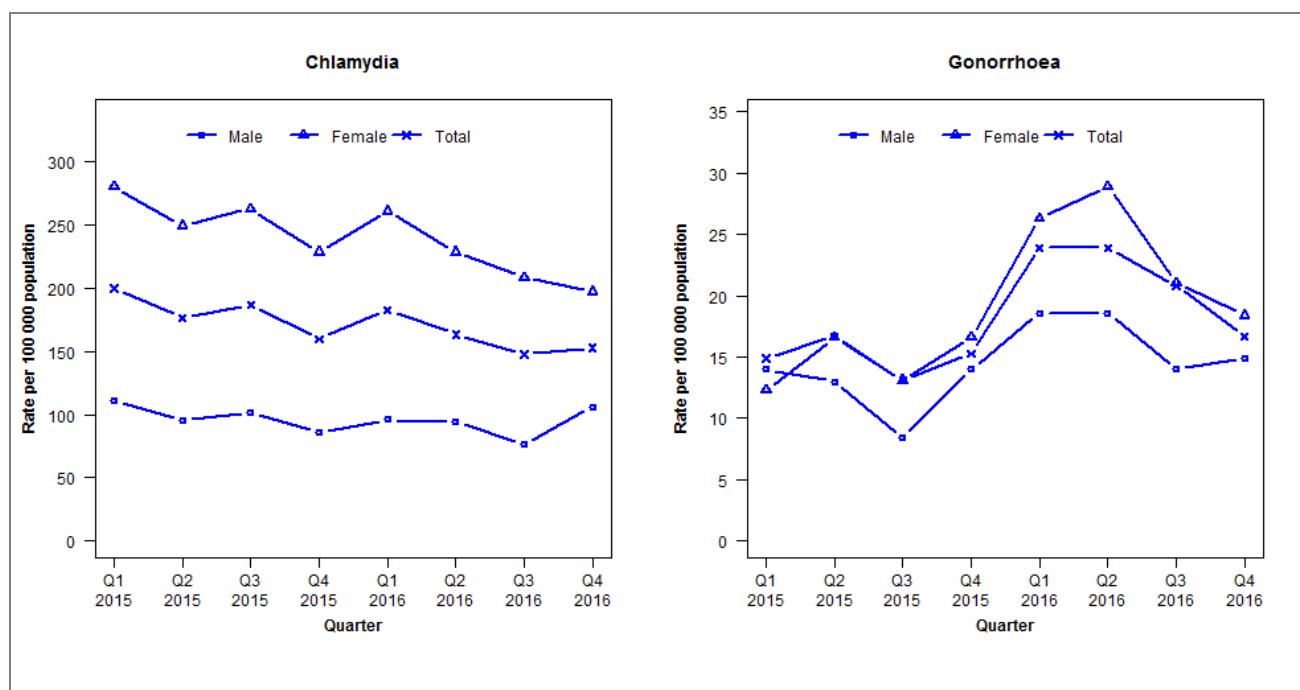 Chlamydia
Male Female Total
Rate per 100 000 population
300
250
200
150
100
50
0
Q1 Q2 Q3 Q4 Q1 Q2 Q3 Q4
2015 2015 2015 2015 2016 2016 2016 2016
Quarter
Gonorrhoea
Male Female Total
Rate per 100 000 population
35
30
25
20
15
10
5
0
Q1 Q2 Q3 Q4 Q1 Q2 Q3 Q4
2015 2015 2015 2015 2016 2016 2016 2016
Quarter